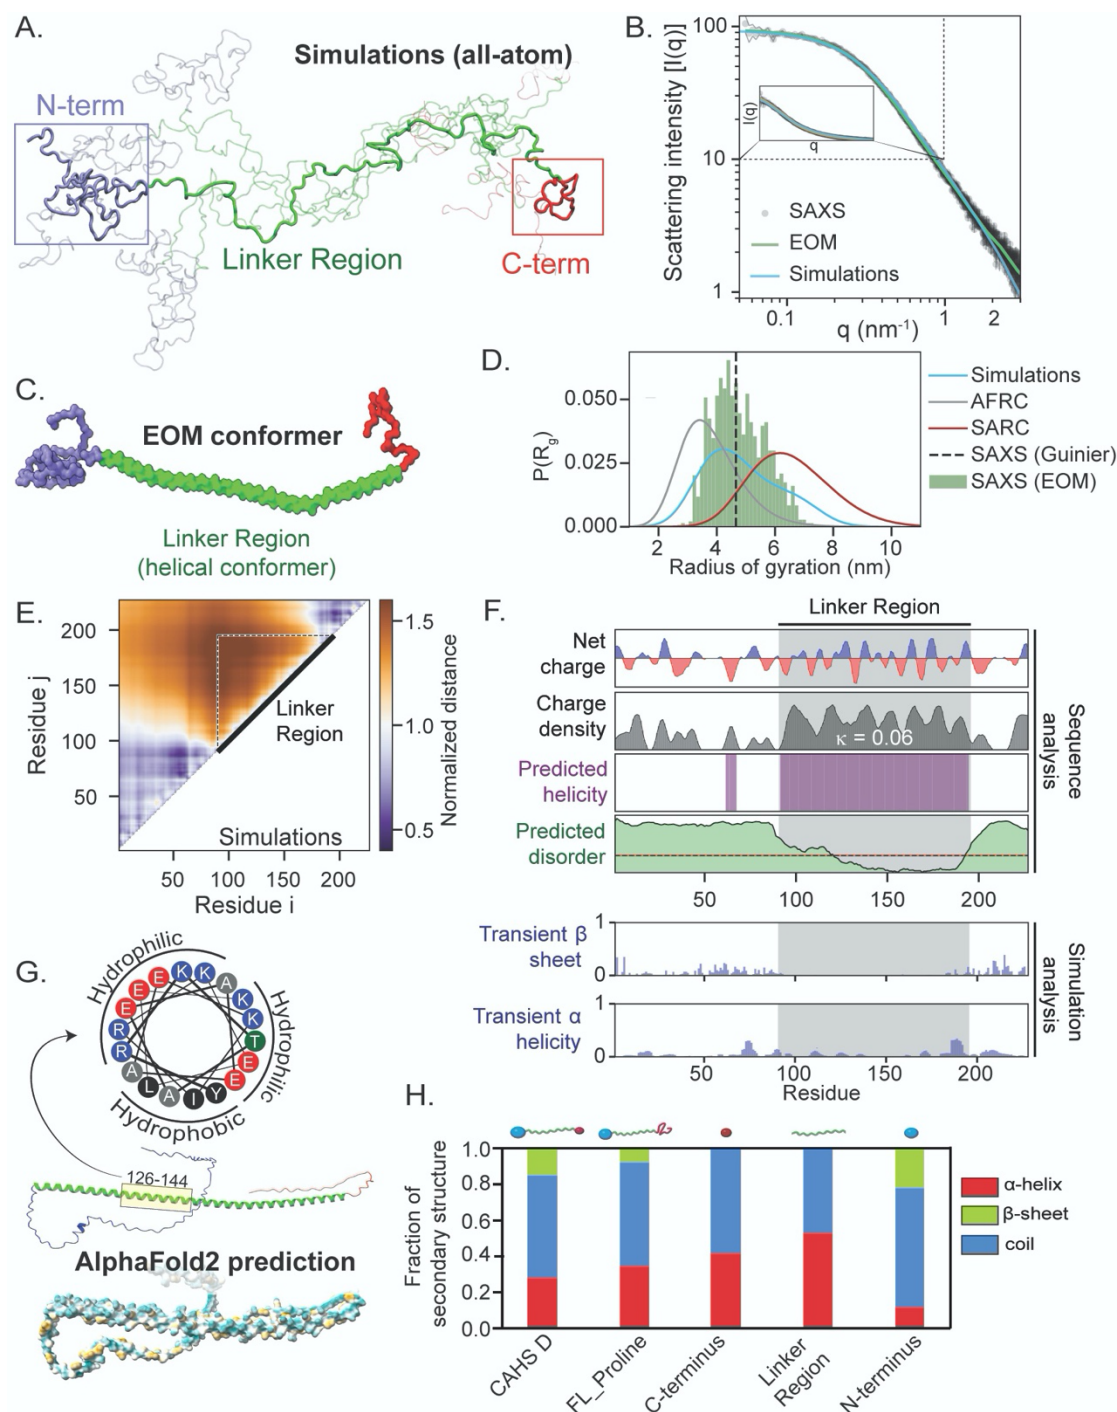 A.
Simulations (all-atom)
N-term
Linker Region
C-term
B.
Scattering intensity [I(q)]
100
10
1
I(q)
q
SAXS
EOM
Simulations
0.1
1
2
q (nm⁻¹)
C.
EOM conformer
Linker Region
(helical conformer)
D.
P(Rg)
0.050
0.025
0.000
2
4
6
8
10
Radius of gyration (nm)
Simulations
AFRC
SARC
SAXS (Guinier)
SAXS (EOM)
E.
Residue j
200
150
100
50
Linker
Region
Simulations
50
100
150
200
Residue i
1.5
1.0
0.5
Normalized distance
F.
Linker Region
Net
charge
Charge
density
κ = 0.06
Predicted
helicity
Predicted
disorder
50
100
150
200
Sequence
analysis
Transient β
sheet
1
0
Transient α
helicity
1
0
50
100
150
200
Residue
Simulation
analysis
G.
Hydrophilic
Hydrophilic
Hydrophobic
E
E
E
K
K
A
K
K
T
E
E
Y
I
A
L
A
R
R
126-144
AlphaFold2 prediction
H.
Fraction of
secondary structure
1.0
0.8
0.6
0.4
0.2
0.0
CAHS D
FL_Proline
C-terminus
Linker
Region
N-terminus
α-helix
β-sheet
coil